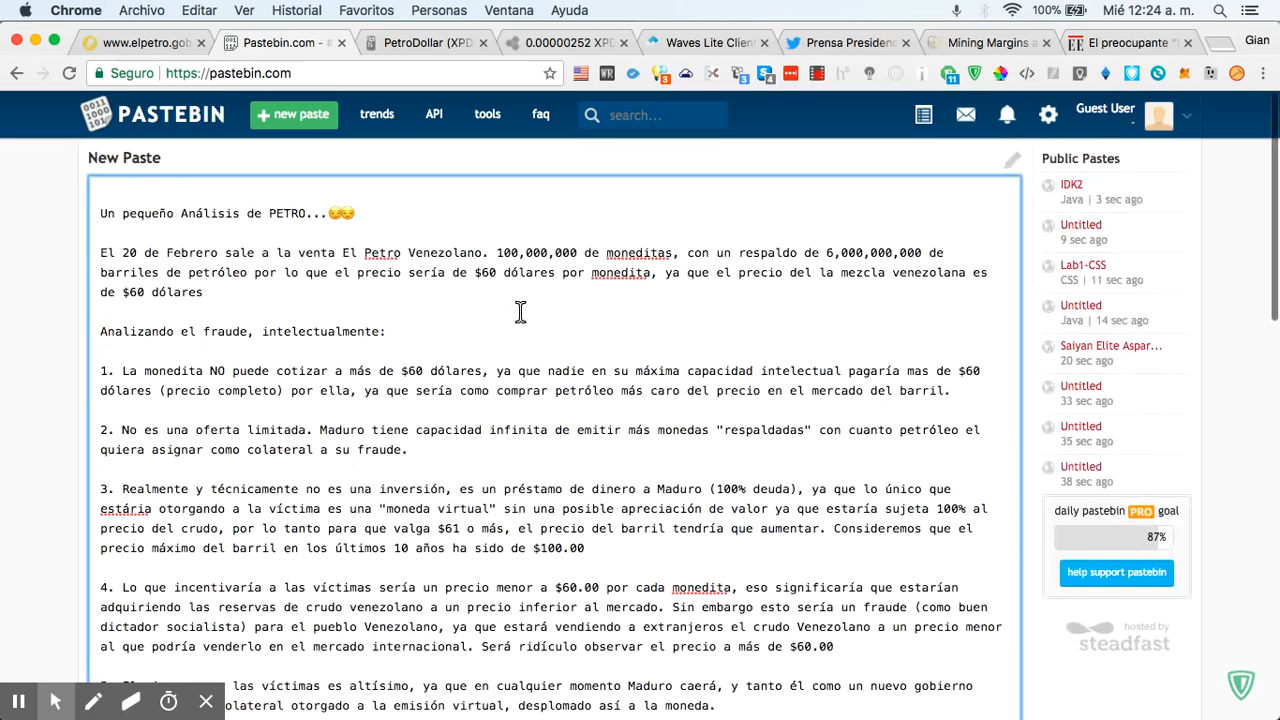 Chrome Archivo Editar Ver Historial Favoritos Personas Ventana Ayuda 100% Mié 12:24 a. m.
www.elpetro.gob Pastebin.com - # PetroDollar (XPD 0.00000252 XPD Waves Lite Clien Prensa Presidenc Mining Margins a El preocupante "l Gian
Seguro https://pastebin.com
PASTEBIN + new paste trends API tools faq search... Guest User
New Paste
Un pequeño Análisis de PETRO...😔😔
El 20 de Febrero sale a la venta El Petro Venezolano. 100,000,000 de moneditas, con un respaldo de 6,000,000,000 de
barriles de petróleo por lo que el precio sería de $60 dólares por monedita, ya que el precio del la mezcla venezolana es
de $60 dólares
Analizando el fraude, intelectualmente:
1. La monedita NO puede cotizar a más de $60 dólares, ya que nadie en su máxima capacidad intelectual pagaría mas de $60
dólares (precio completo) por ella, ya que sería como comprar petróleo más caro del precio en el mercado del barril.
2. No es una oferta limitada. Maduro tiene capacidad infinita de emitir más monedas "respaldadas" con cuanto petróleo el
quiera asignar como colateral a su fraude.
3. Realmente y técnicamente no es una inversión, es un préstamo de dinero a Maduro (100% deuda), ya que lo único que
estária otorgando a la víctima es una "moneda virtual" sin una posible apreciación de valor ya que estaría sujeta 100% al
precio del crudo, por lo tanto para que valga $61 o más, el precio del barril tendría que aumentar. Consideremos que el
precio máximo del barril en los últimos 10 años ha sido de $100.00
4. Lo que incentivaría a las víctimas sería un precio menor a $60.00 por cada monedita, eso significaría que estarían
adquiriendo las reservas de crudo venezolano a un precio inferior al mercado. Sin embargo esto sería un fraude (como buen
dictador socialista) para el pueblo Venezolano, ya que estará vendiendo a extranjeros el crudo Venezolano a un precio menor
al que podría venderlo en el mercado internacional. Será ridículo observar el precio a más de $60.00
las víctimas es altísimo, ya que en cualquier momento Maduro caerá, y tanto él como un nuevo gobierno
olateral otorgado a la emisión virtual, desplomado así a la moneda.
Public Pastes
IDK2
Java | 3 sec ago
Untitled
9 sec ago
Lab1-CSS
CSS | 11 sec ago
Untitled
Java | 14 sec ago
Saiyan Elite Aspar...
20 sec ago
Untitled
33 sec ago
Untitled
35 sec ago
Untitled
38 sec ago
daily pastebin PRO goal
87%
help support pastebin
hosted by
steadfast